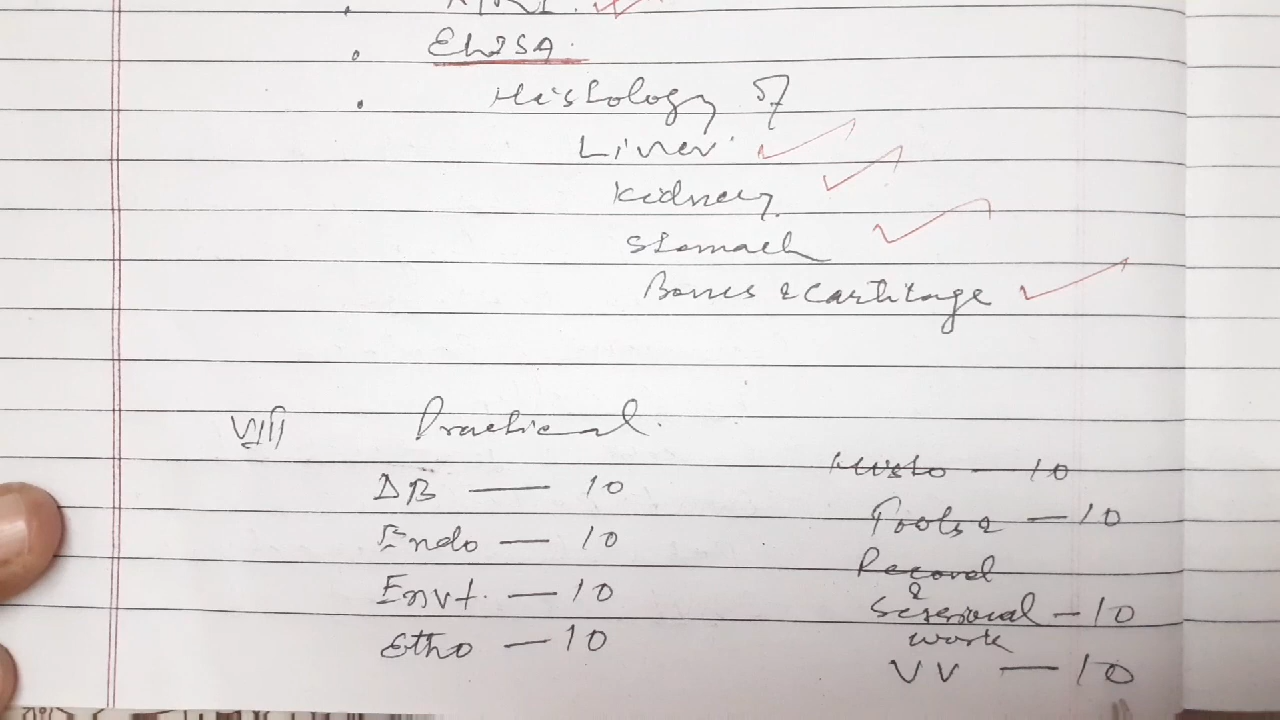 ELISA.
Histology of
Liver
Kidney
Stomach
Bones & Cartilage
VIII Practical.
DB — 10
Endo — 10
Envt. — 10
Etho — 10
Histo — 10
Tools 2 — 10
Record
&
Sessional — 10
work
VV — 10